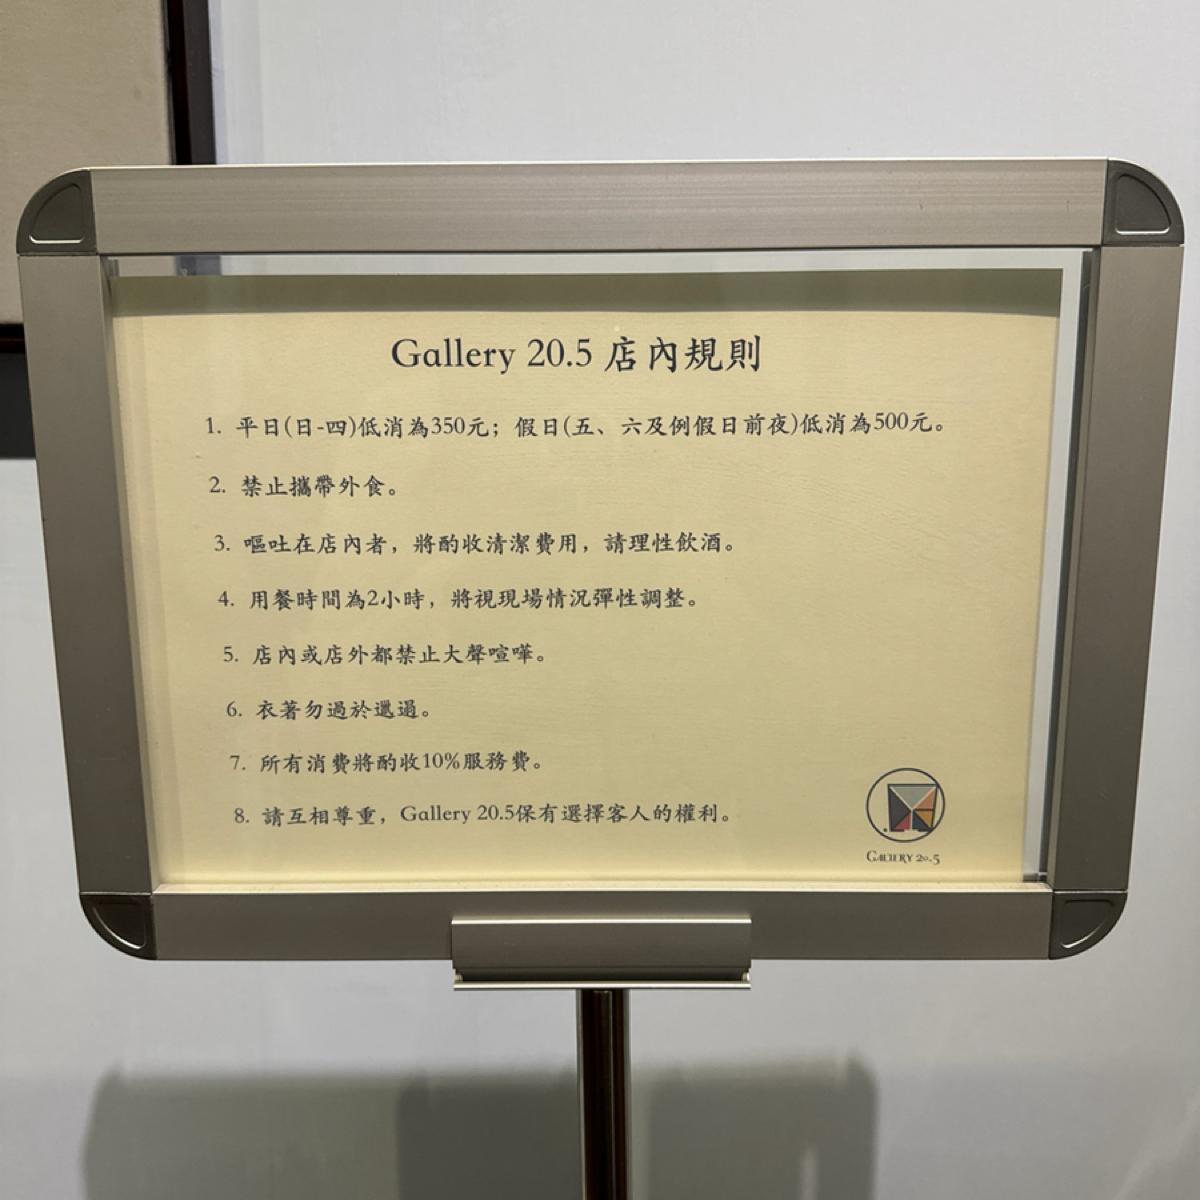 Gallery 20.5 店內規則
1. 平日(日-四)低消為350元；假日(五、六及例假日前夜)低消為500元。
2. 禁止攜帶外食。
3. 嘔吐在店內者，將酌收清潔費用，請理性飲酒。
4. 用餐時間為2小時，將視現場情況彈性調整。
5. 店內或店外都禁止大聲喧嘩。
6. 衣著勿過於邋遢。
7. 所有消費將酌收10%服務費。
8. 請互相尊重，Gallery 20.5保有選擇客人的權利。
GALLERY 20.5